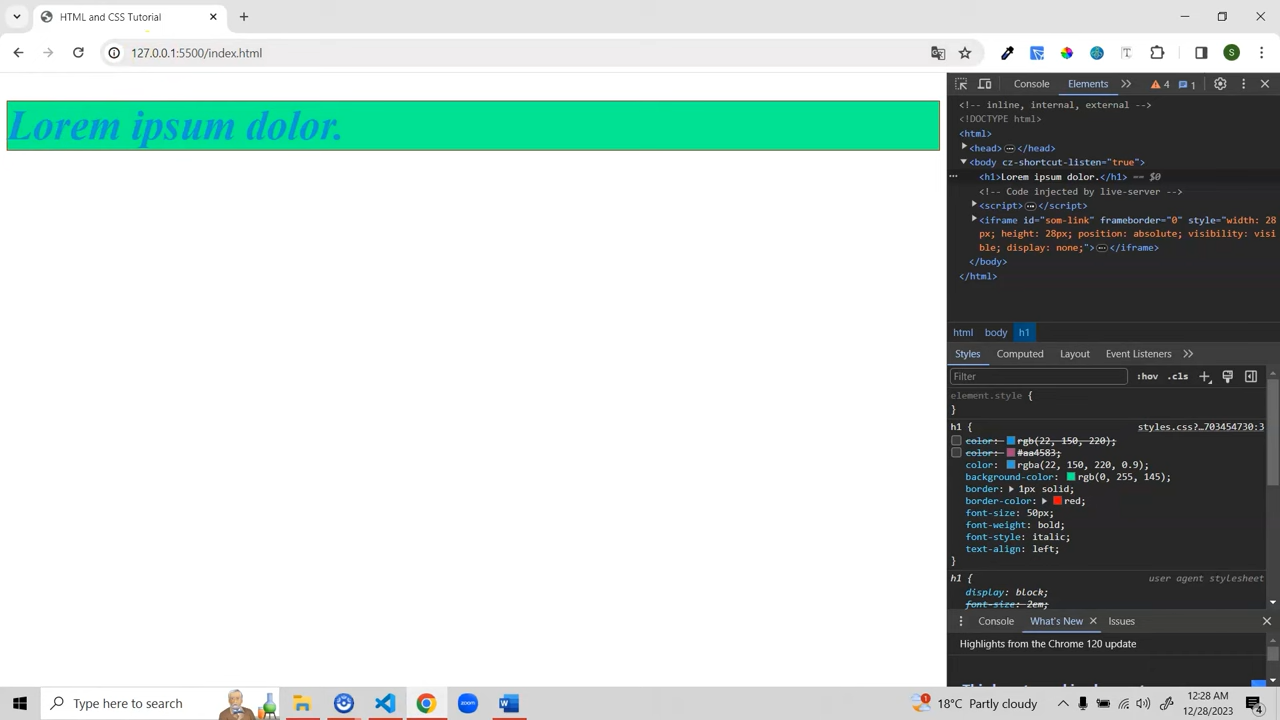 HTML and CSS Tutorial
127.0.0.1:5500/index.html
S
Lorem ipsum dolor.
Console
Elements
4
1
<!-- inline, internal, external -->
<!DOCTYPE html>
<html>
<head> … </head>
<body cz-shortcut-listen="true">
<h1>Lorem ipsum dolor.</h1> == $0
<!-- Code injected by live-server -->
<script> … </script>
<iframe id="som-link" frameborder="0" style="width: 28
px; height: 28px; position: absolute; visibility: visi
ble; display: none;"> … </iframe>
</body>
</html>
html body h1
Styles Computed Layout Event Listeners
Filter :hov .cls
element.style {
}
h1 { styles.css?…703454730:3
color: rgb(22, 150, 220);
color: #aa4583;
color: rgba(22, 150, 220, 0.9);
background-color: rgb(0, 255, 145);
border: 1px solid;
border-color: red;
font-size: 50px;
font-weight: bold;
font-style: italic;
text-align: left;
}
h1 { user agent stylesheet
display: block;
font-size: 2em;
Console What's New Issues
Highlights from the Chrome 120 update
Type here to search
zoom
1
18°C Partly cloudy
12:28 AM
12/28/2023
4